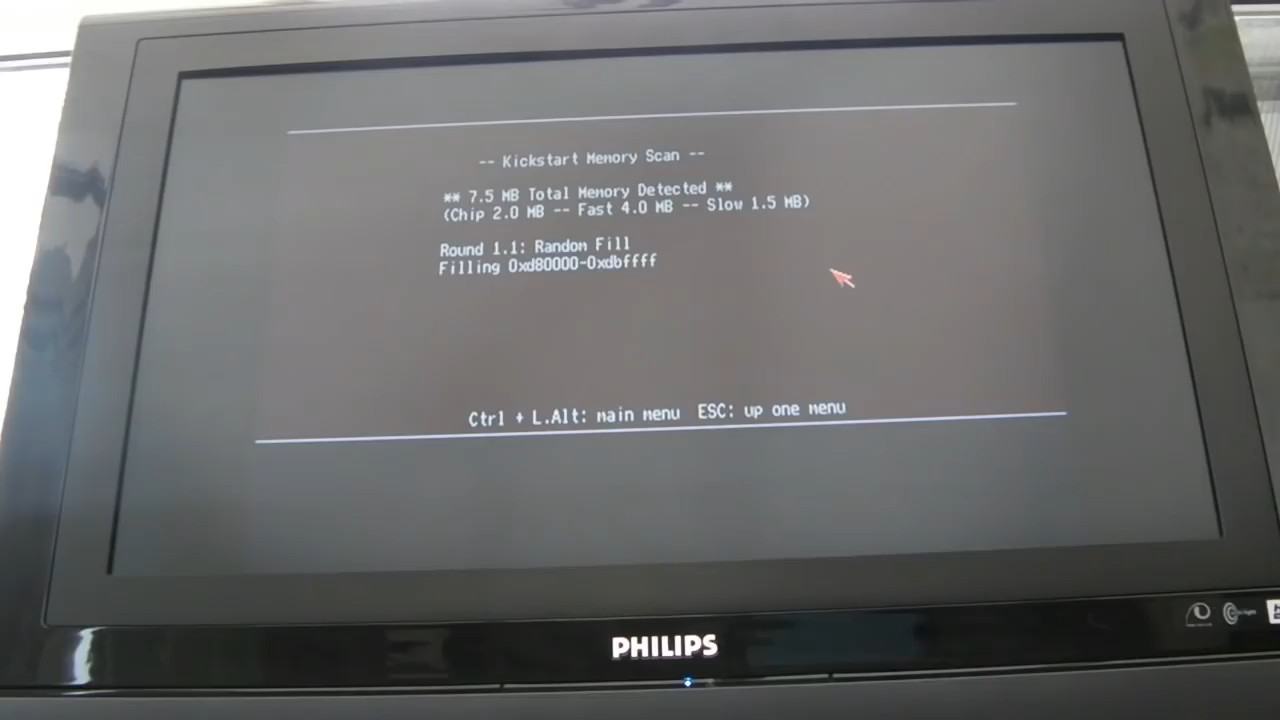 -- Kickstart Memory Scan --
** 7.5 MB Total Memory Detected **
(Chip 2.0 MB -- Fast 4.0 MB -- Slow 1.5 MB)
Round 1.1: Random Fill
Filling 0xd80000-0xdbffff
Ctrl + L.Alt: main menu  ESC: up one menu
PHILIPS